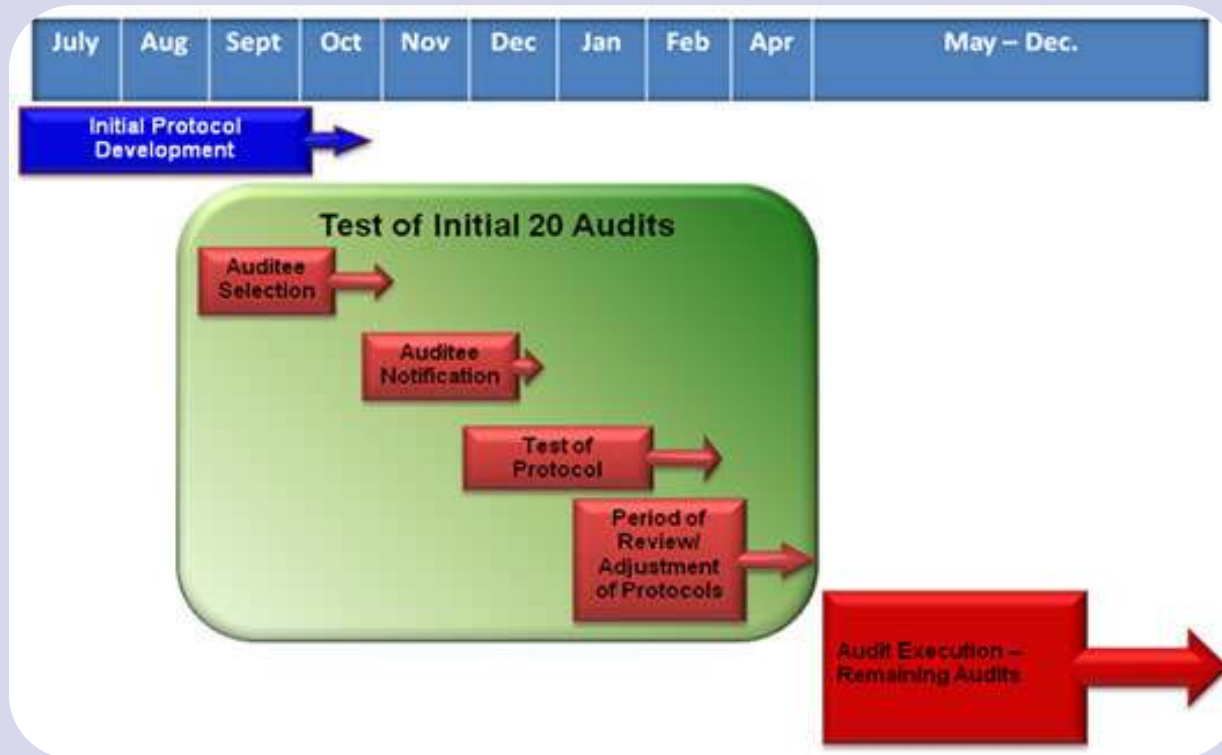 July Aug Sept Oct Nov Dec Jan Feb Apr May – Dec.
Initial Protocol
Development
Test of Initial 20 Audits
Auditee
Selection
Auditee
Notification
Test of
Protocol
Period of
Review/
Adjustment
of Protocols
Audit Execution –
Remaining Audits